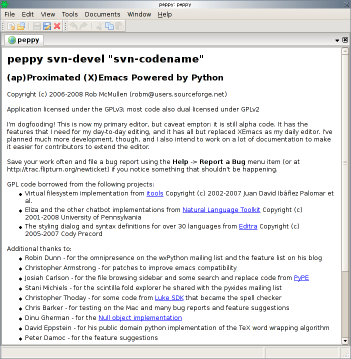 peppy: peppy
File Edit View Tools Documents Window Help
peppy
peppy svn-devel "svn-codename"
(ap)Proximated (X)Emacs Powered by Python
Copyright (c) 2006-2008 Rob McMullen (robm@users.sourceforge.net)
Application licensed under the GPLv3; most code also dual licensed under GPLv2
I'm dogfooding! This is now my primary editor, but caveat emptor: it is still alpha code. It has the
features that I need for my day-to-day editing, and it has all but replaced XEmacs as my daily editor. I've
planned much more development, though, and I also intend to work on a lot of documentation to make
it easier for contributors to extend the editor.
Save your work often and file a bug report using the Help -> Report a Bug menu item (or at
http://trac.flipturn.org/newticket) if you notice something that shouldn't be happening.
GPL code borrowed from the following projects:
Virtual filesystem implementation from itools Copyright (c) 2002-2007 Juan David Ibáñez Palomar et
al.
Eliza and the other chatbot implementations from Natural Language Toolkit Copyright (c)
2001-2008 University of Pennsylvania
The styling dialog and syntax definitions for over 30 languages from Editra Copyright (c)
2005-2007 Cody Precord
Additional thanks to:
Robin Dunn - for the omnipresence on the wxPython mailing list and the feature list on his blog
Christopher Armstrong - for patches to improve emacs compatibility
Josiah Carlson - for the file browsing sidebar and some search and replace code from PyPE
Stani Michiels - for the scintilla fold explorer he shared with the pyxides mailing list
Christopher Thoday - for some code from Luke SDK that became the spell checker
Chris Barker - for testing on the Mac and many bug reports and feature suggestions
Dinu Gherman - for the Null object implementation
David Eppstein - for his public domain python implementation of the TeX word wrapping algorithm
Peter Damoc - for the feature suggestions